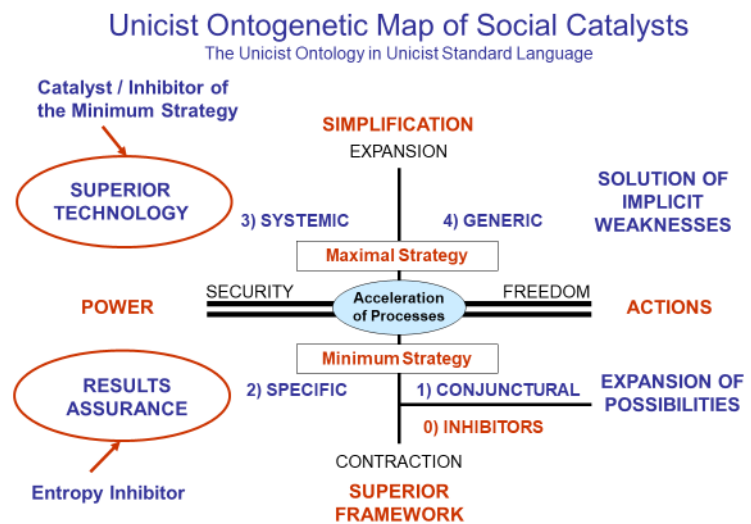 Unicist Ontogenetic Map of Social Catalysts
The Unicist Ontology in Unicist Standard Language
Catalyst / Inhibitor of
the Minimum Strategy
SIMPLIFICATION
EXPANSION
SUPERIOR
TECHNOLOGY
SOLUTION OF
IMPLICIT
WEAKNESSES
3) SYSTEMIC
4) GENERIC
Maximal Strategy
SECURITY
FREEDOM
POWER
Acceleration
of Processes
ACTIONS
Minimum Strategy
RESULTS
ASSURANCE
2) SPECIFIC
1) CONJUNCTURAL
EXPANSION OF
POSSIBILITIES
0) INHIBITORS
CONTRACTION
Entropy Inhibitor
SUPERIOR
FRAMEWORK